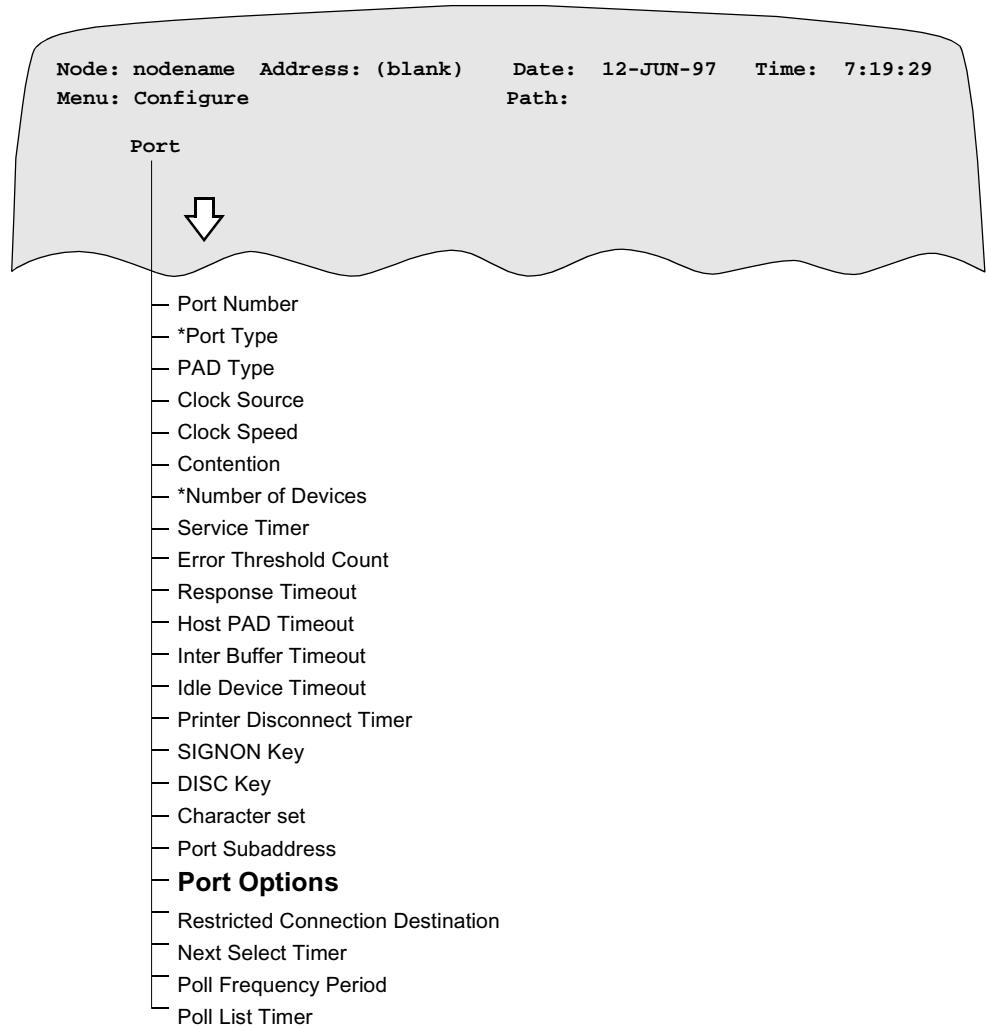 Node: nodename Address: (blank) Date: 12-JUN-97 Time: 7:19:29
Menu: Configure Path:
Port
Port Number
*Port Type
PAD Type
Clock Source
Clock Speed
Contention
*Number of Devices
Service Timer
Error Threshold Count
Response Timeout
Host PAD Timeout
Inter Buffer Timeout
Idle Device Timeout
Printer Disconnect Timer
SIGNON Key
DISC Key
Character set
Port Subaddress
Port Options
Restricted Connection Destination
Next Select Timer
Poll Frequency Period
Poll List Timer